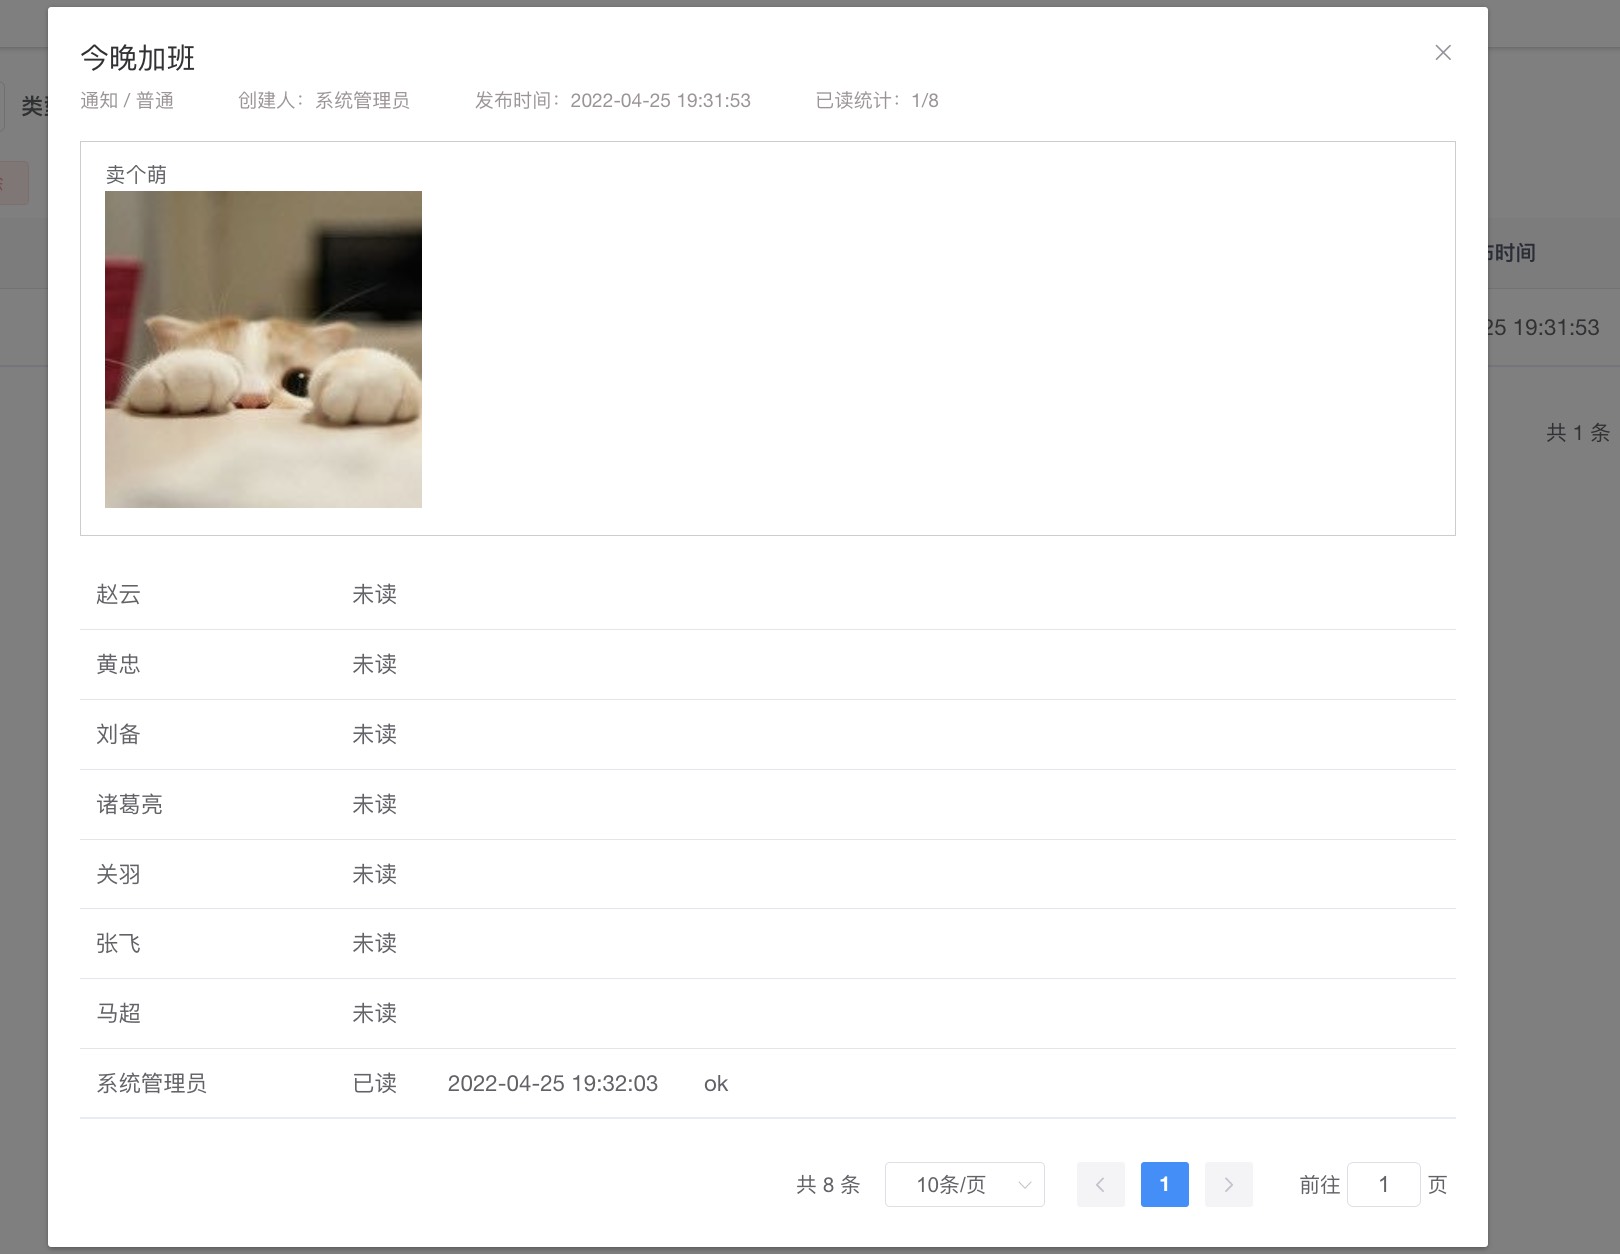 今晚加班
通知 / 普通 创建人：系统管理员 发布时间：2022-04-25 19:31:53 已读统计：1/8
卖个萌
赵云 未读
黄忠 未读
刘备 未读
诸葛亮 未读
关羽 未读
张飞 未读
马超 未读
系统管理员 已读 2022-04-25 19:32:03 ok
共 8 条 10条/页 1 前往 1 页
类
时间
25 19:31:53
共 1 条